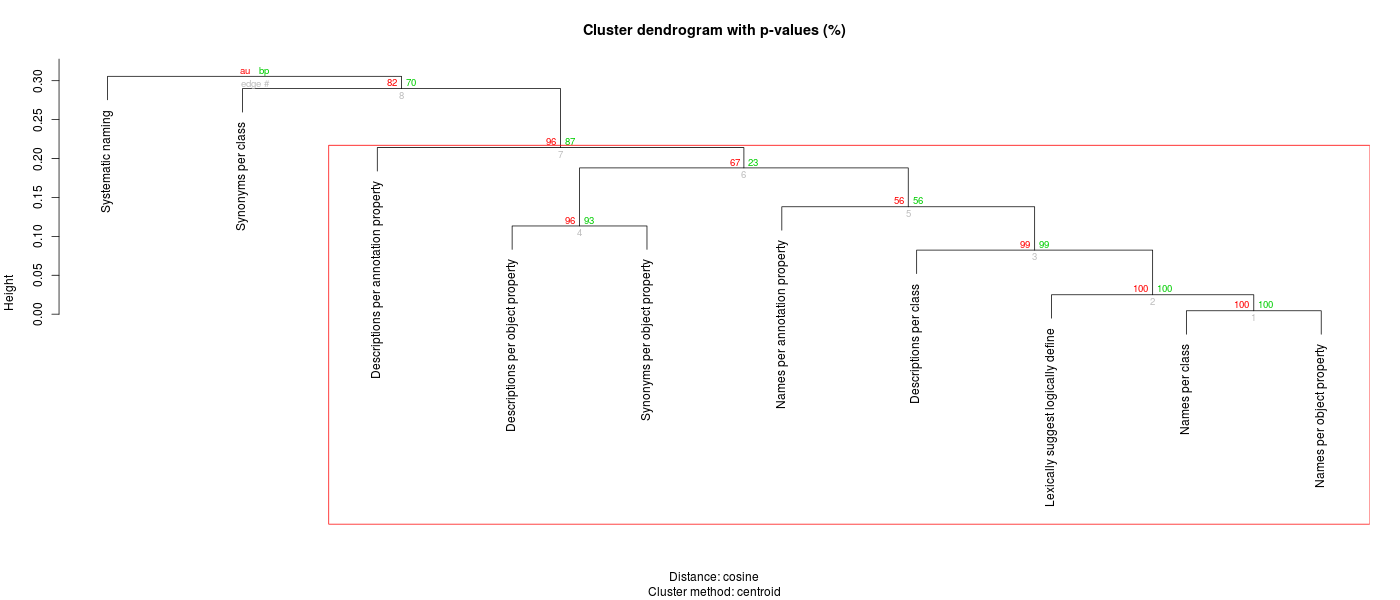 Cluster dendrogram with p-values (%)
Height
0.00 0.05 0.10 0.15 0.20 0.25 0.30
au bp
edge #
82 70
8
96 87
7
67 23
6
96 93
4
56 56
5
99 99
3
100 100
2
100 100
1
Systematic naming
Synonyms per class
Descriptions per annotation property
Descriptions per object property
Synonyms per object property
Names per annotation property
Descriptions per class
Lexically suggest logically define
Names per class
Names per object property
Distance: cosine
Cluster method: centroid